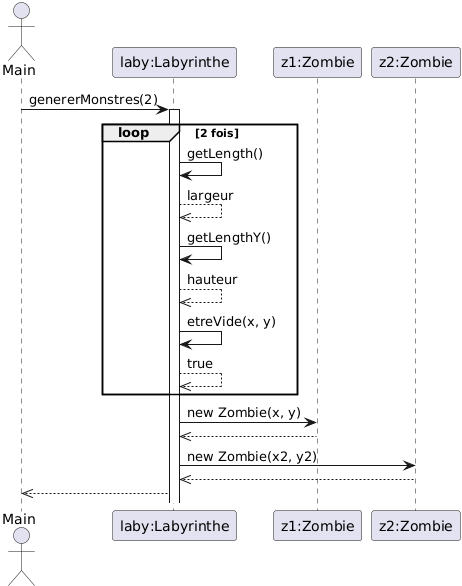 Main
laby:Labyrinthe
z1:Zombie
z2:Zombie
genererMonstres(2)
loop
[2 fois]
getLength()
largeur
getLengthY()
hauteur
etreVide(x, y)
true
new Zombie(x, y)
new Zombie(x2, y2)
Main
laby:Labyrinthe
z1:Zombie
z2:Zombie